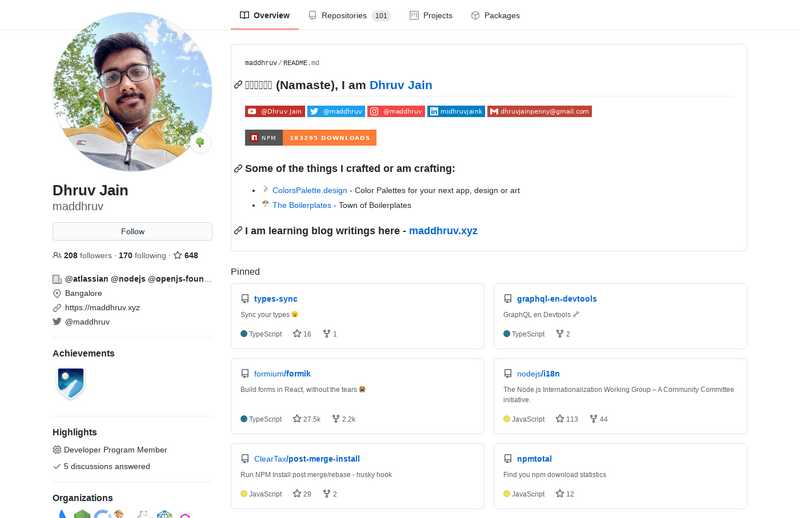 Overview
Repositories 101
Projects
Packages
Dhruv Jain
maddhruv
Follow
208 followers · 170 following · 648
@atlassian @nodejs @openjs-foun...
Bangalore
https://maddhruv.xyz
@maddhruv
Achievements
Highlights
Developer Program Member
5 discussions answered
Organizations
maddhruv/README.md
(Namaste), I am Dhruv Jain
@Dhruv Jain
@maddhruv
@maddhruv
midhruvjaink
dhruvjainpenny@gmail.com
NPM 183295 DOWNLOADS
Some of the things I crafted or am crafting:
ColorsPalette.design - Color Palettes for your next app, design or art
The Boilerplates - Town of Boilerplates
I am learning blog writings here - maddhruv.xyz
Pinned
types-sync
Sync your types
TypeScript 16 1
graphql-en-devtools
GraphQL en Devtools
TypeScript 2
formium/formik
Build forms in React, without the tears
TypeScript 27.5k 2.2k
nodejs/i18n
The Node.js Internationalization Working Group – A Community Committee
initiative.
JavaScript 113 44
ClearTax/post-merge-install
Run NPM Install post merge/rebase - husky hook
JavaScript 29 2
npmtotal
Find you npm download statistics
JavaScript 12